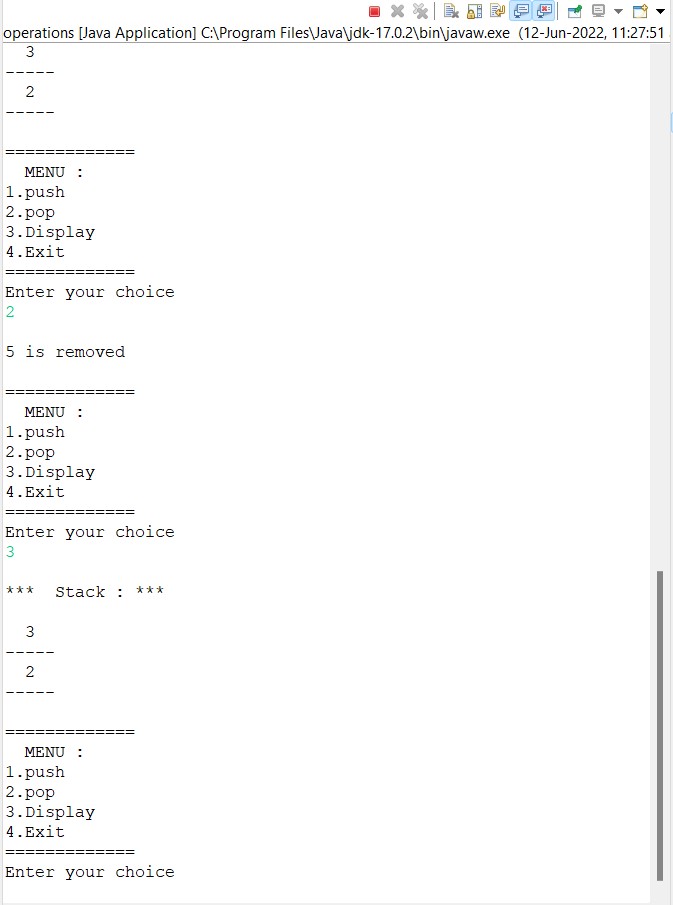 operations [Java Application] C:\Program Files\Java\jdk-17.0.2\bin\javaw.exe (12-Jun-2022, 11:27:51
3
-----
2
-----
=============
MENU :
1.push
2.pop
3.Display
4.Exit
=============
Enter your choice
2
5 is removed
=============
MENU :
1.push
2.pop
3.Display
4.Exit
=============
Enter your choice
3
*** Stack : ***
3
-----
2
-----
=============
MENU :
1.push
2.pop
3.Display
4.Exit
=============
Enter your choice